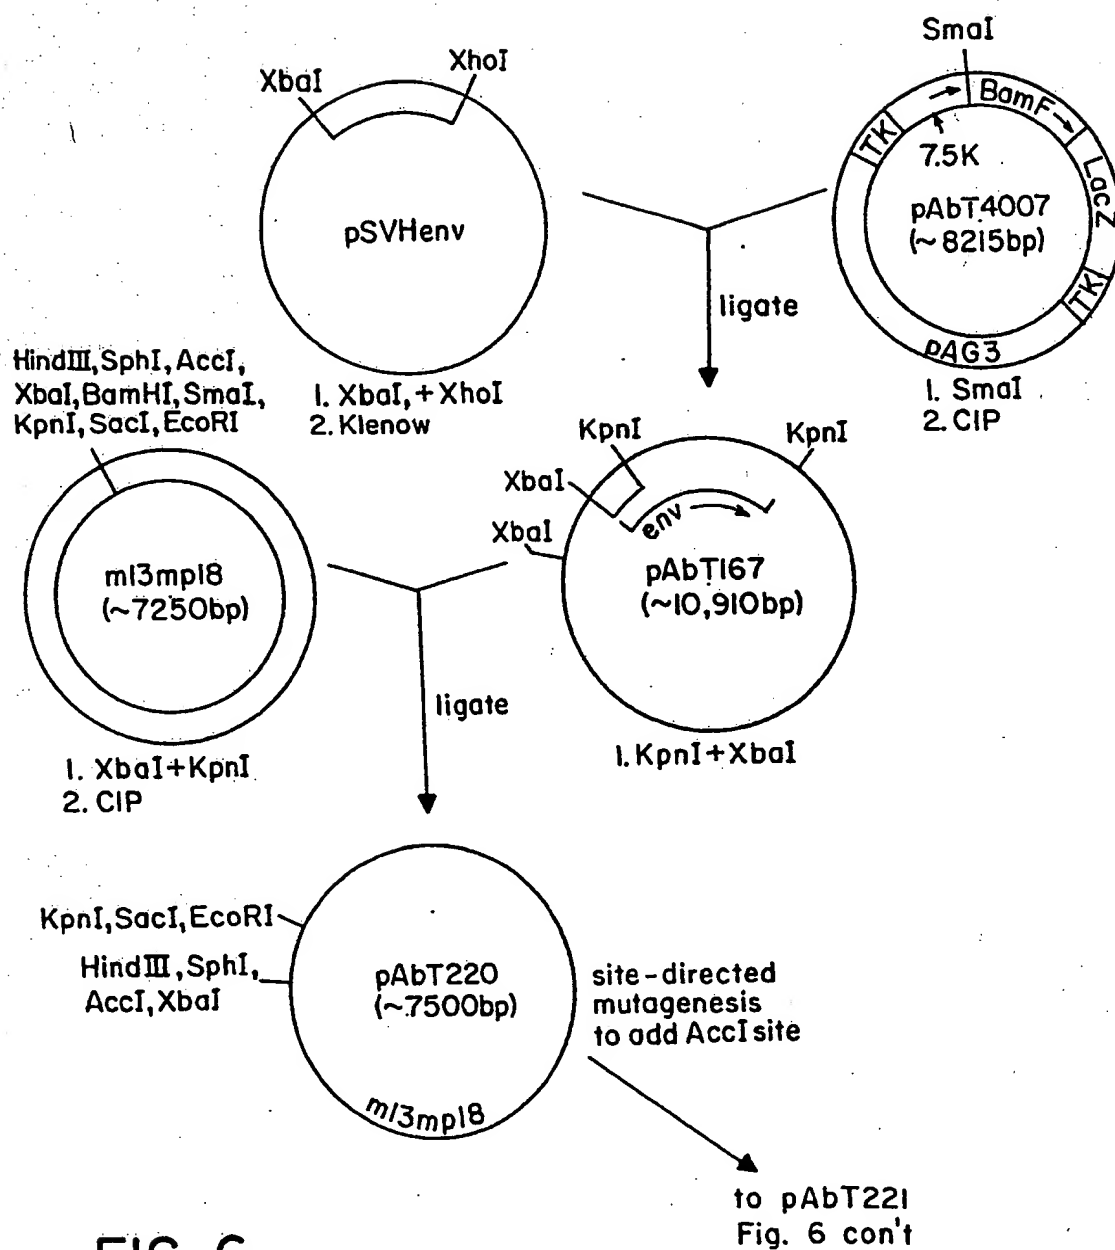 SmaI
XbaI
XhoI
BamF
TK
7.5K
LacZ
pSVHenv
pAbT4007
(~8215bp)
TK
ligate
pAG3
HindIII, SphI, AccI,
XbaI, BamHI, SmaI,
KpnI, SacI, EcoRI
1. XbaI, + XhoI
2. Klenow
1. SmaI
2. CIP
KpnI
KpnI
XbaI
env
XbaI
m13mp18
(~7250bp)
pAbT167
(~10,910bp)
ligate
1. XbaI+KpnI
2. CIP
1. KpnI+XbaI
KpnI, SacI, EcoRI
HindIII, SphI,
AccI, XbaI
pAbT220
(~7500bp)
site-directed
mutagenesis
to add AccI site
m13mp18
to pAbT221
Fig. 6 con't
FIG. 6